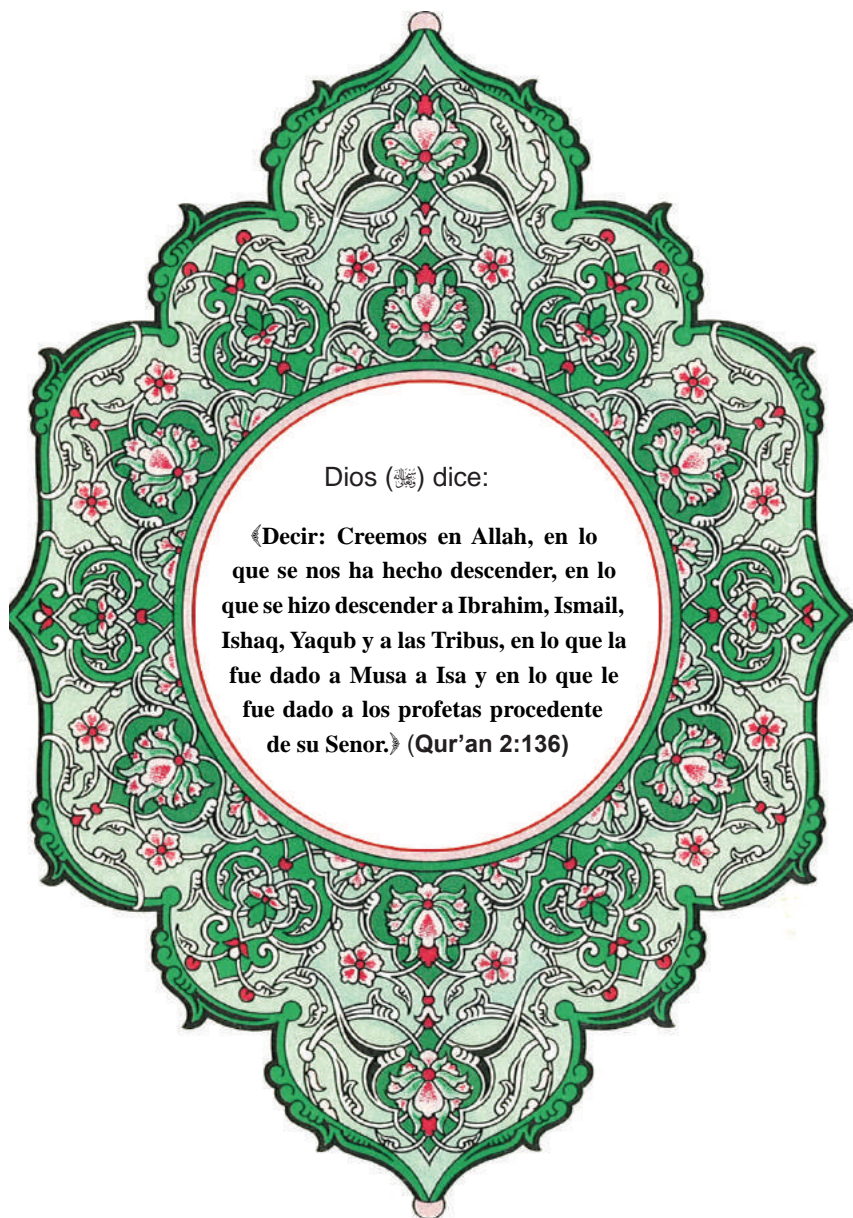 Dios (سُبْحَانَهُ وَتَعَالَى) dice:
﴾Decir: Creemos en Allah, en lo
que se nos ha hecho descender, en lo
que se hizo descender a Ibrahim, Ismail,
Ishaq, Yaqub y a las Tribus, en lo que la
fue dado a Musa a Isa y en lo que le
fue dado a los profetas procedente
de su Senor.﴿ (Qur’an 2:136)